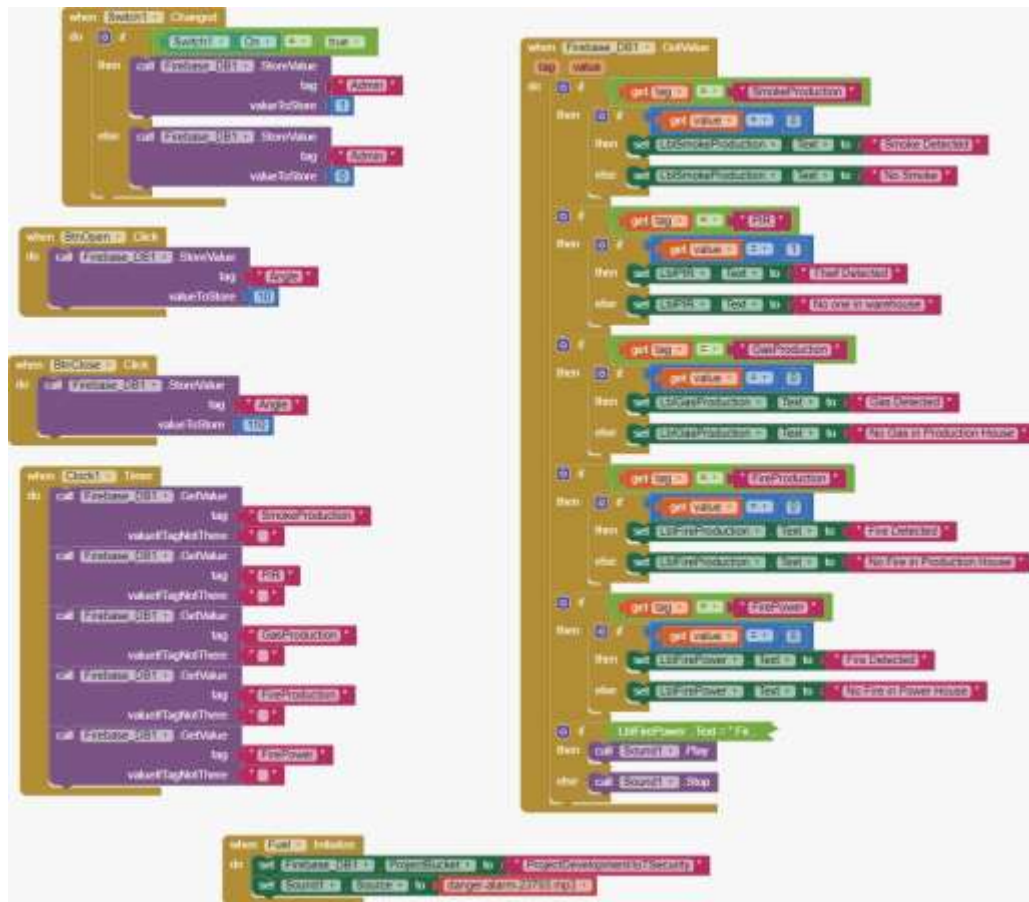 when Switch1 Changed
do if Switch1 On = true
then call Firebase_DB1 StoreValue
tag "Admin"
valueToStore 1
else call Firebase_DB1 StoreValue
tag "Admin"
valueToStore 0
when BtnOpen Click
do call Firebase_DB1 StoreValue
tag "Angle"
valueToStore 10
when BtnClose Click
do call Firebase_DB1 StoreValue
tag "Angle"
valueToStore
when Clock1 Timer
do call Firebase_DB1 GetValue
tag "SmokeProduction"
valueIfTagNotThere " "
call Firebase_DB1 GetValue
tag "PIR"
valueIfTagNotThere " "
call Firebase_DB1 GetValue
tag "GasProduction"
valueIfTagNotThere " "
call Firebase_DB1 GetValue
tag "FireProduction"
valueIfTagNotThere " "
call Firebase_DB1 GetValue
tag "FirePower"
valueIfTagNotThere " "
when Firebase_DB1 GotValue
tag value
do if get tag = "SmokeProduction"
then if get value = 0
then set LblSmokeProduction . Text to "Smoke Detected"
else set LblSmokeProduction . Text to "No Smoke"
if get tag = "PIR"
then if get value = 1
then set LblPIR . Text to "Thief Detected"
else set LblPIR . Text to "No one in warehouse"
if get tag = "GasProduction"
then if get value = 0
then set LblGasProduction . Text to "Gas Detected"
else set LblGasProduction . Text to "No Gas in Production House"
if get tag = "FireProduction"
then if get value = 0
then set LblFireProduction . Text to "Fire Detected"
else set LblFireProduction . Text to "No Fire in Production House"
if get tag = "FirePower"
then if get value = 0
then set LblFirePower . Text to "Fire Detected"
else set LblFirePower . Text to "No Fire in Power House"
if LblFirePower . Text = " Fe...
then call Sound1 .Play
else call Sound1 .Stop
when Fuel Initialize
do set Firebase_DB1 . ProjectBucket to "ProjectDevelopmentIoTSecurity"
set Sound1 . Source to danger-alarm-23793.mp3